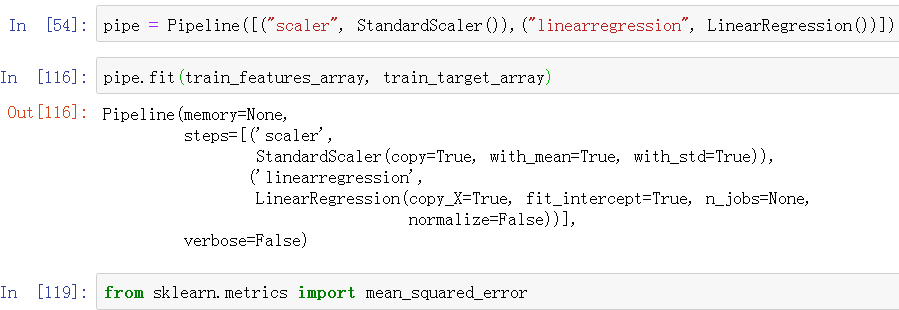 In [54]: pipe = Pipeline([("scaler", StandardScaler()),("linearregression", LinearRegression())])
In [116]: pipe.fit(train_features_array, train_target_array)
Out[116]: Pipeline(memory=None,
steps=[('scaler',
StandardScaler(copy=True, with_mean=True, with_std=True)),
('linearregression',
LinearRegression(copy_X=True, fit_intercept=True, n_jobs=None,
normalize=False))],
verbose=False)
In [119]: from sklearn.metrics import mean_squared_error